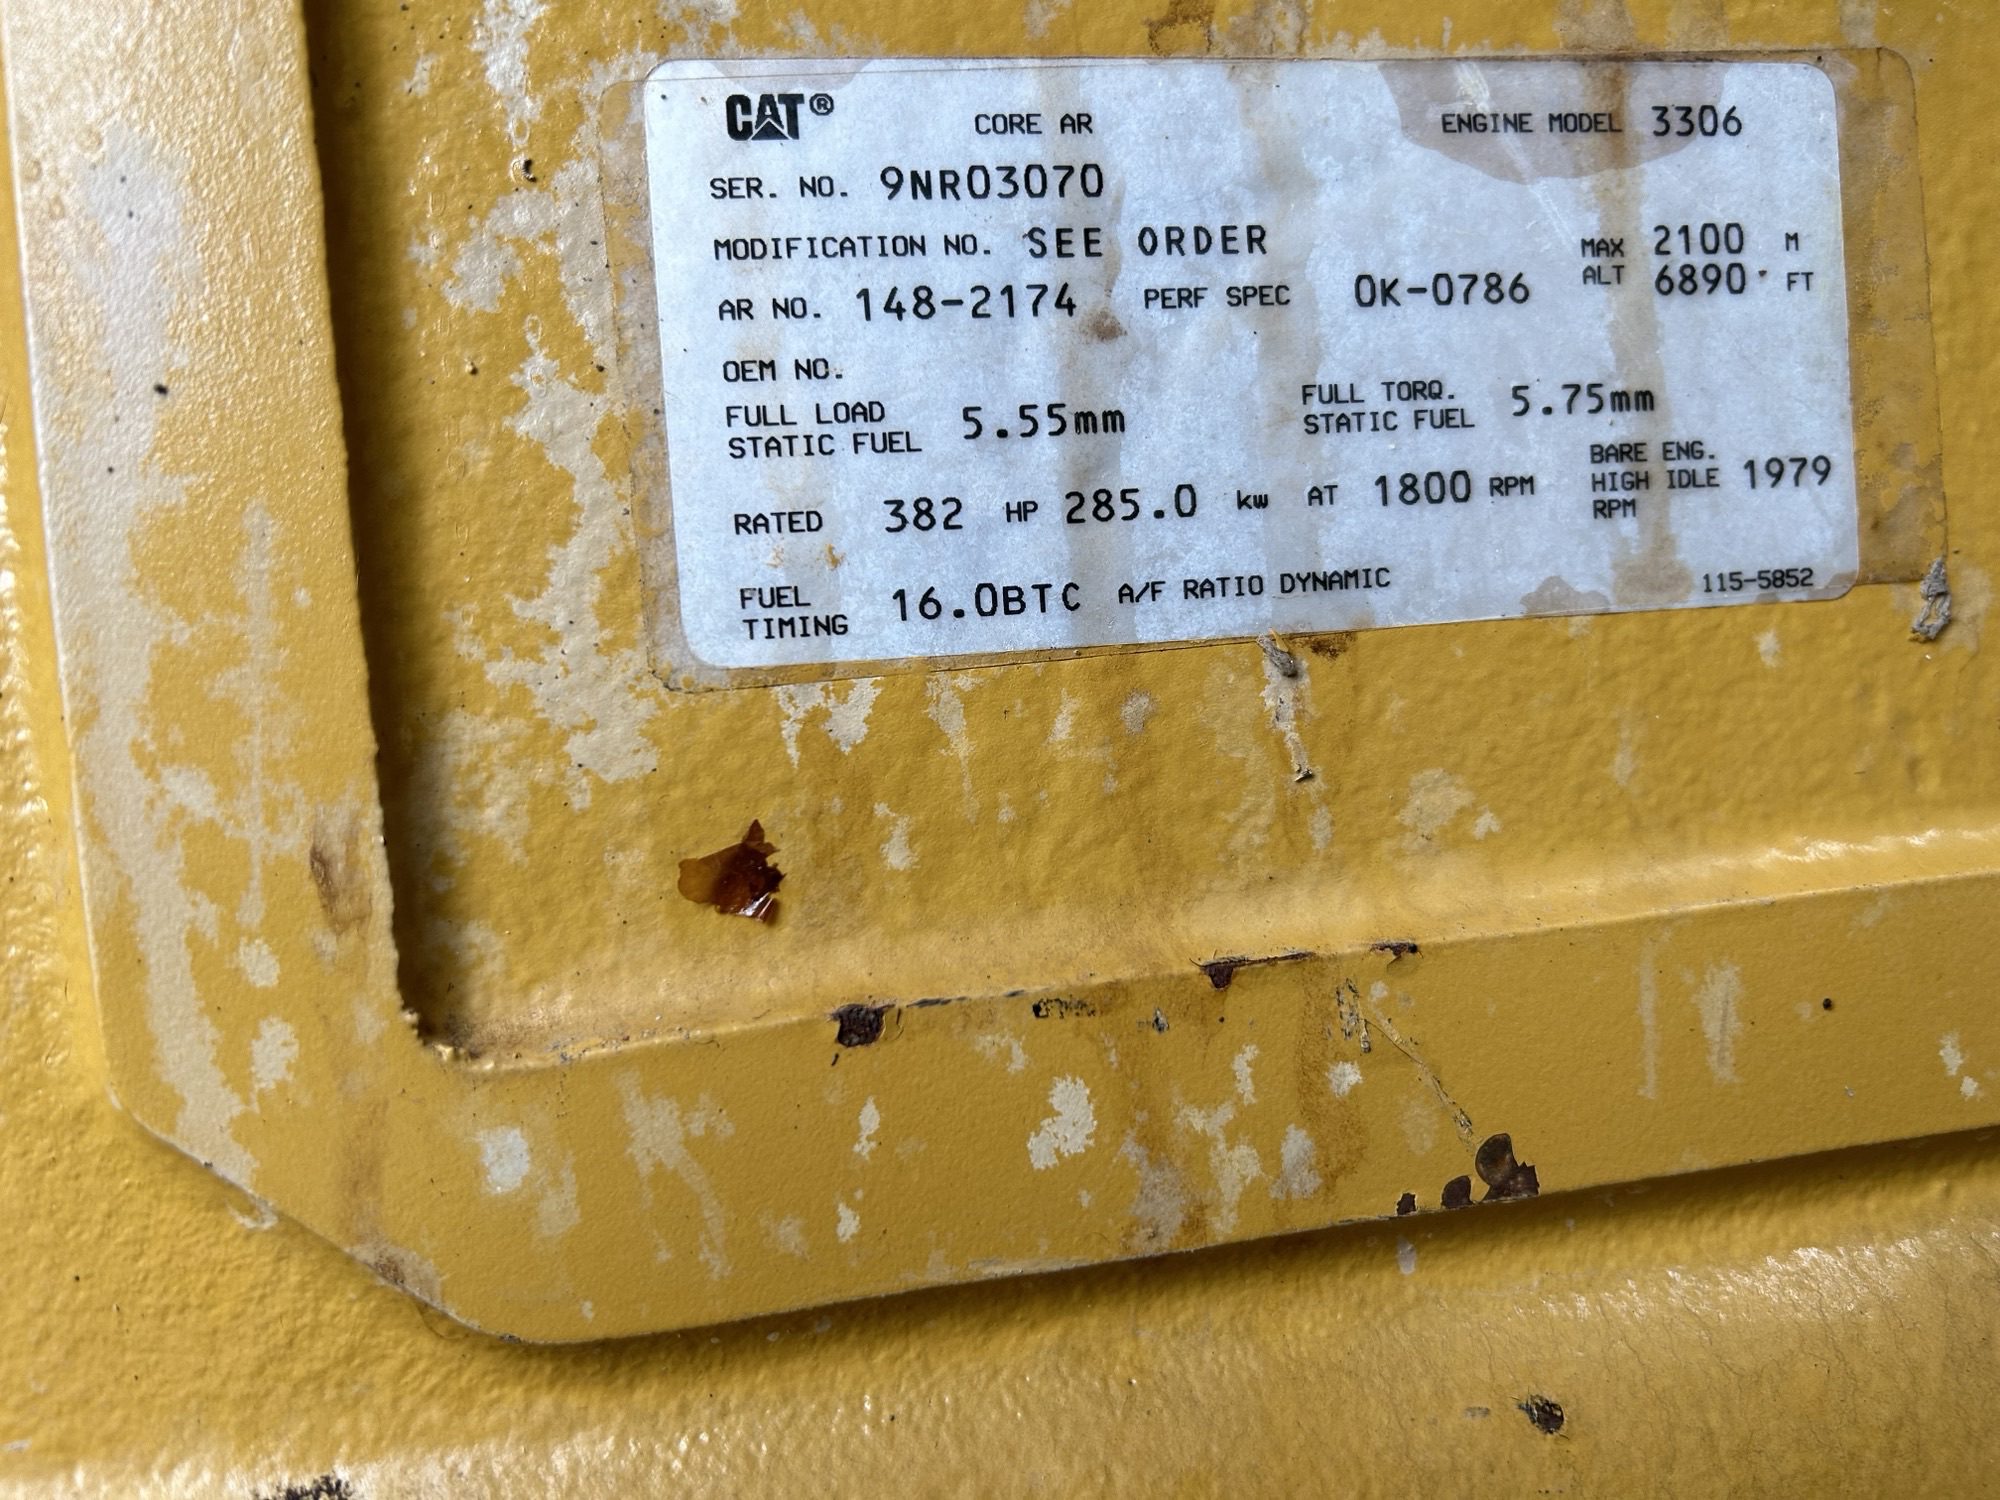 CAT® CORE AR ENGINE MODEL 3306
SER. NO. 9NR03070
MODIFICATION NO. SEE ORDER MAX 2100 M
AR NO. 148-2174 PERF SPEC 0K-0786 ALT 6890 FT
OEM NO.
FULL LOAD 5.55mm FULL TORQ. 5.75mm
STATIC FUEL STATIC FUEL
BARE ENG.
RATED 382 HP 285.0 kw AT 1800 RPM HIGH IDLE 1979
RPM
FUEL 16.0BTC A/F RATIO DYNAMIC 115-5852
TIMING